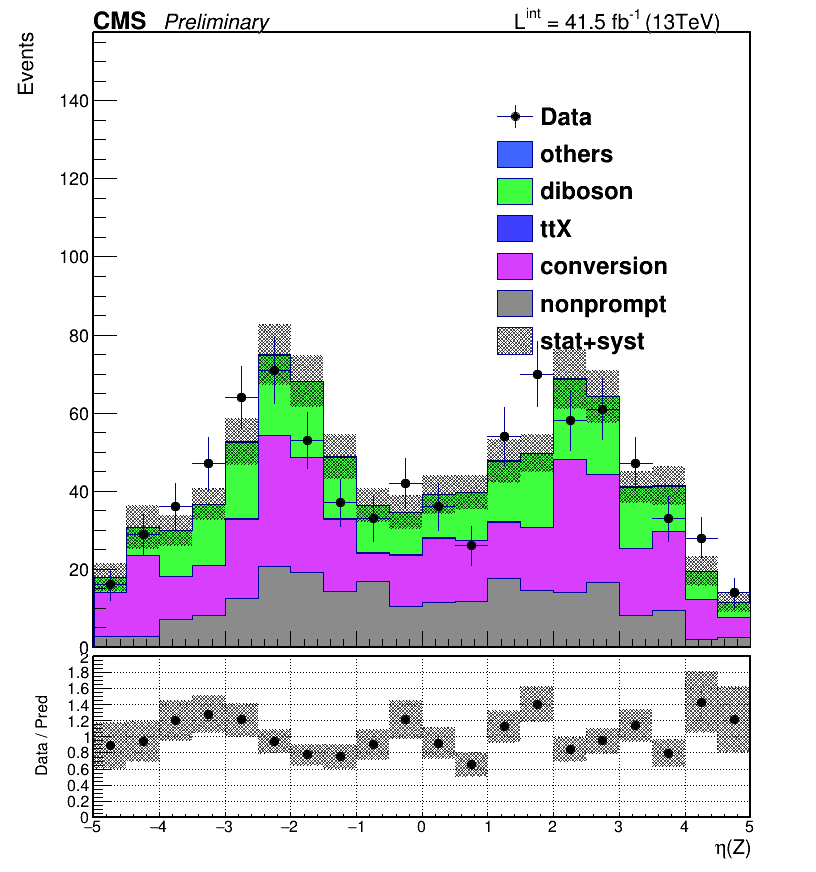 CMS Preliminary L^int = 41.5 fb^-1 (13TeV)
Events
140
120
100
80
60
40
20
0
Data
others
diboson
ttX
conversion
nonprompt
stat+syst
Data / Pred
2
1.8
1.6
1.4
1.2
1
0.8
0.6
0.4
0.2
0
−5 −4 −3 −2 −1 0 1 2 3 4 5
η(Z)